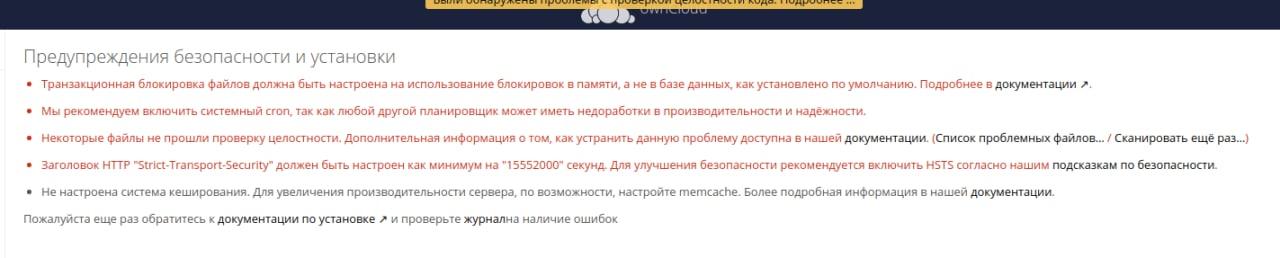 Были обнаружены проблемы с проверкой целостности кода. Подробнее ...
ownCloud
Предупреждения безопасности и установки
Транзакционная блокировка файлов должна быть настроена на использование блокировок в памяти, а не в базе данных, как установлено по умолчанию. Подробнее в документации ↗.
Мы рекомендуем включить системный cron, так как любой другой планировщик может иметь недоработки в производительности и надёжности.
Некоторые файлы не прошли проверку целостности. Дополнительная информация о том, как устранить данную проблему доступна в нашей документации. (Список проблемных файлов... / Сканировать ещё раз...)
Заголовок HTTP "Strict-Transport-Security" должен быть настроен как минимум на "15552000" секунд. Для улучшения безопасности рекомендуется включить HSTS согласно нашим подсказкам по безопасности.
Не настроена система кеширования. Для увеличения производительности сервера, по возможности, настройте memcache. Более подробная информация в нашей документации.
Пожалуйста еще раз обратитесь к документации по установке ↗ и проверьте журнална наличие ошибок